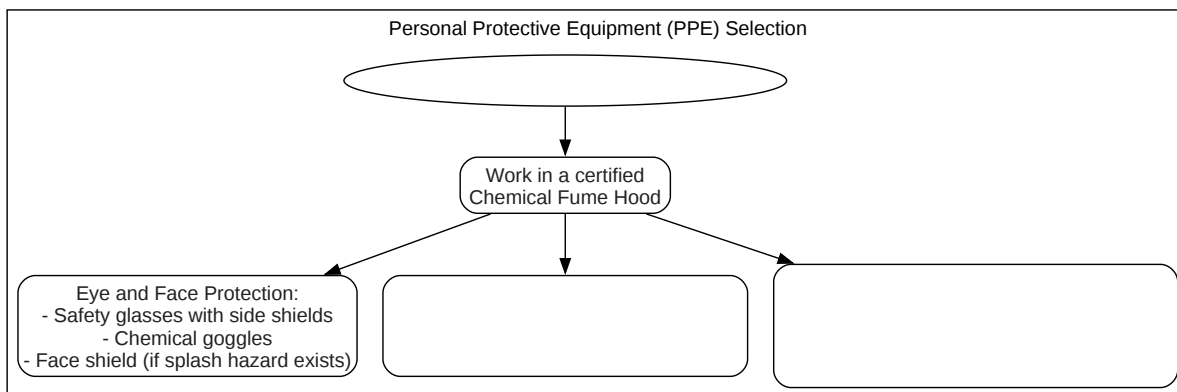 Personal Protective Equipment (PPE) Selection
Work in a certified
Chemical Fume Hood
Eye and Face Protection:
- Safety glasses with side shields
- Chemical goggles
- Face shield (if splash hazard exists)